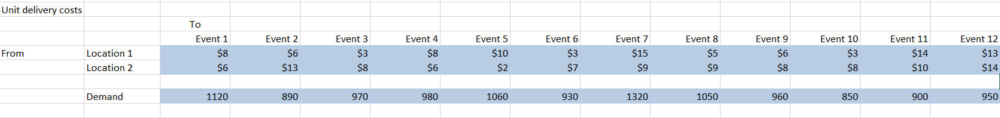 Unit delivery costs
To
Event 1 Event 2 Event 3 Event 4 Event 5 Event 6 Event 7 Event 8 Event 9 Event 10 Event 11 Event 12
From Location 1 $8 $6 $3 $8 $10 $3 $15 $5 $6 $3 $14 $13
Location 2 $6 $13 $8 $6 $2 $7 $9 $9 $8 $8 $10 $14
Demand 1120 890 970 980 1060 930 1320 1050 960 850 900 950